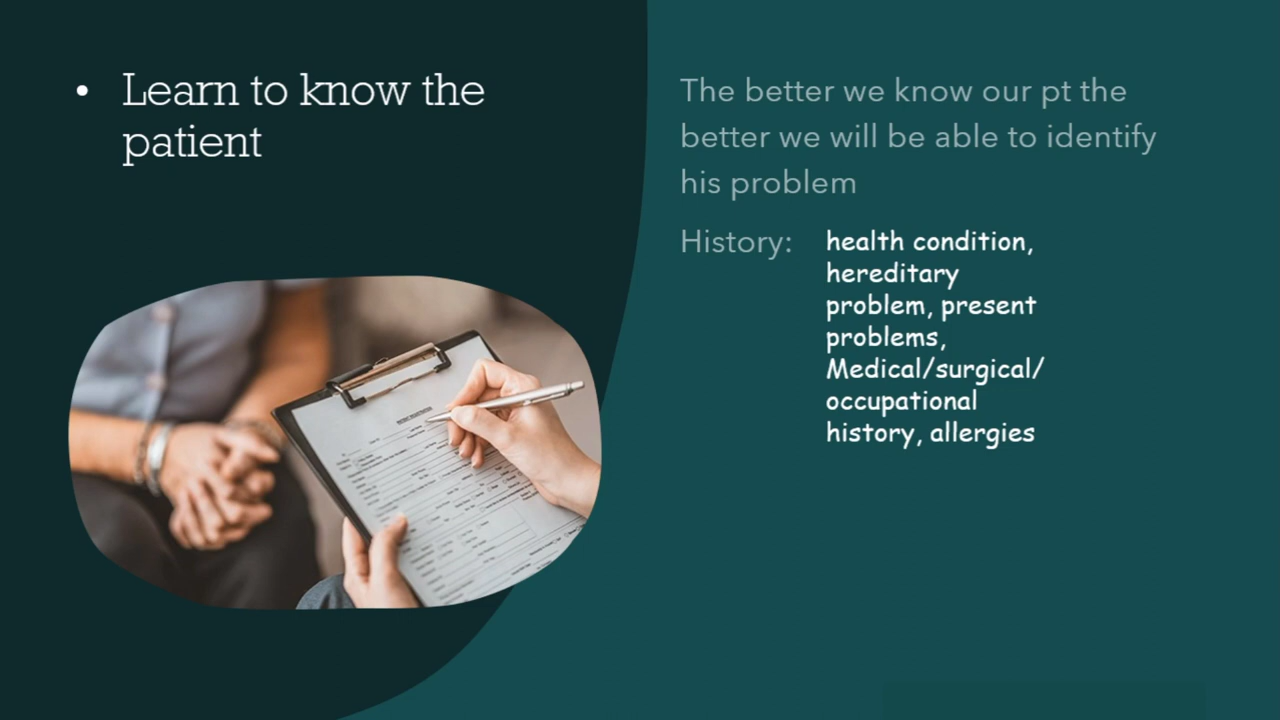 • Learn to know the
patient
The better we know our pt the
better we will be able to identify
his problem
History: health condition,
hereditary
problem, present
problems,
Medical/surgical/
occupational
history, allergies